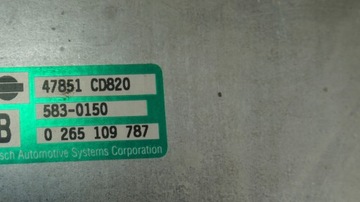 47851 CD820
583-0150
B
0 265 109 787
sch Automotive Systems Corporation